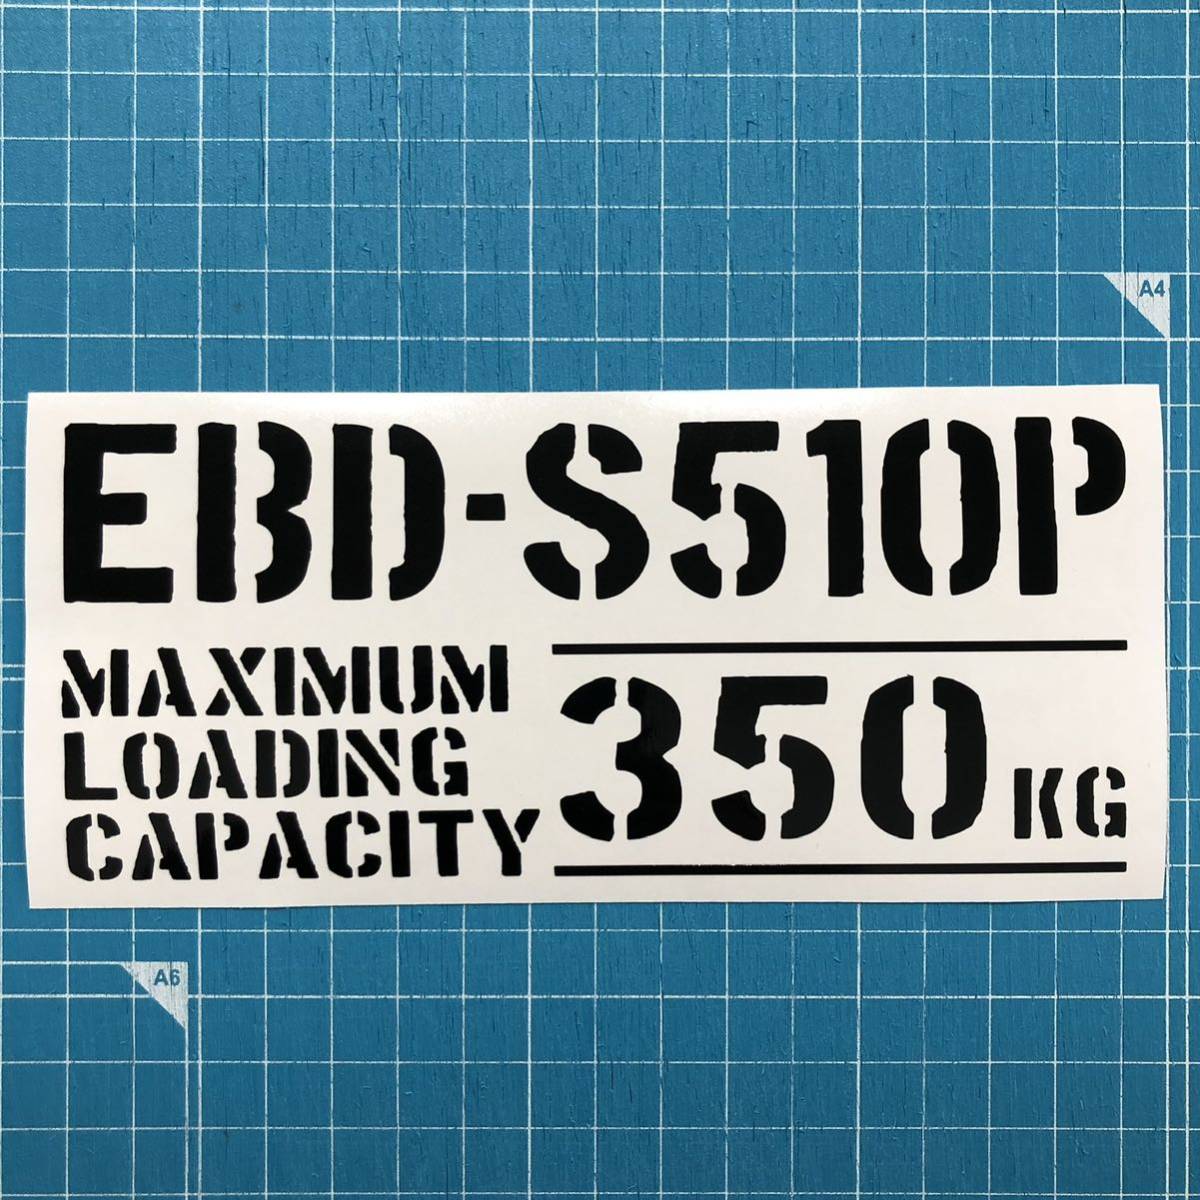 A4
EBD-S510P
MAXIMUM
LOADING
CAPACITY
350 KG
A6